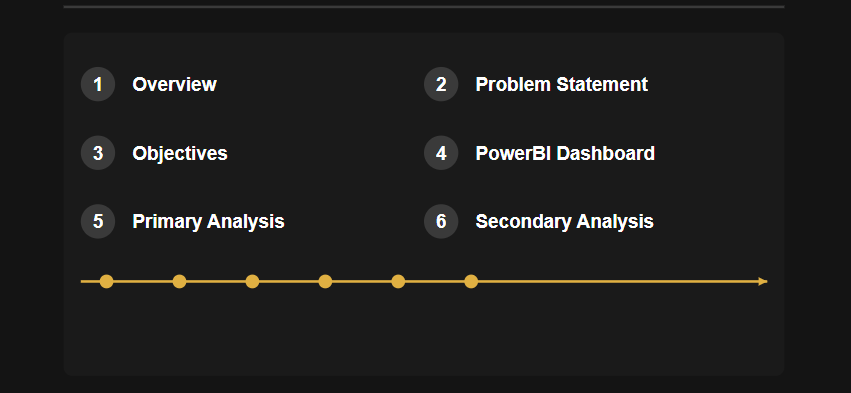 1 Overview
2 Problem Statement
3 Objectives
4 PowerBI Dashboard
5 Primary Analysis
6 Secondary Analysis